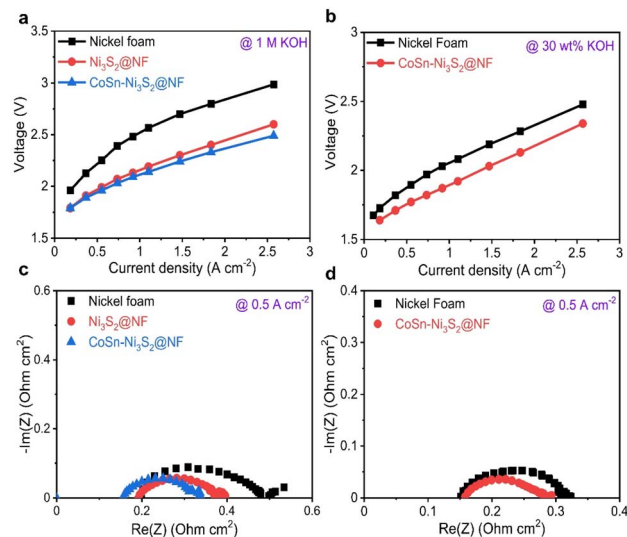 a
Nickel foam
Ni₃S₂@NF
CoSn-Ni₃S₂@NF
@ 1 M KOH
Voltage (V)
3.5
3
2.5
2
1.75
0 0.5 1 1.5 2 2.5 3
Current density (A cm⁻²)
b
Nickel Foam
CoSn-Ni₃S₂@NF
@ 30 wt% KOH
Voltage (V)
3
2.5
2
1.75
1.5
0 0.5 1 1.5 2 2.5 3
Current density (A cm⁻²)
c
Nickel foam
Ni₃S₂@NF
CoSn-Ni₃S₂@NF
@ 0.5 A cm⁻²
-Im(Z) (Ohm cm²)
0.6
0.4
0.2
0
0 0.2 0.4 0.6
Re(Z) (Ohm cm²)
d
Nickel Foam
CoSn-Ni₃S₂@NF
@ 0.5 A cm⁻²
-Im(Z) (Ohm cm²)
0.4
0.3
0.2
0.1
0.05
0
0 0.1 0.2 0.3 0.4
Re(Z) (Ohm cm²)